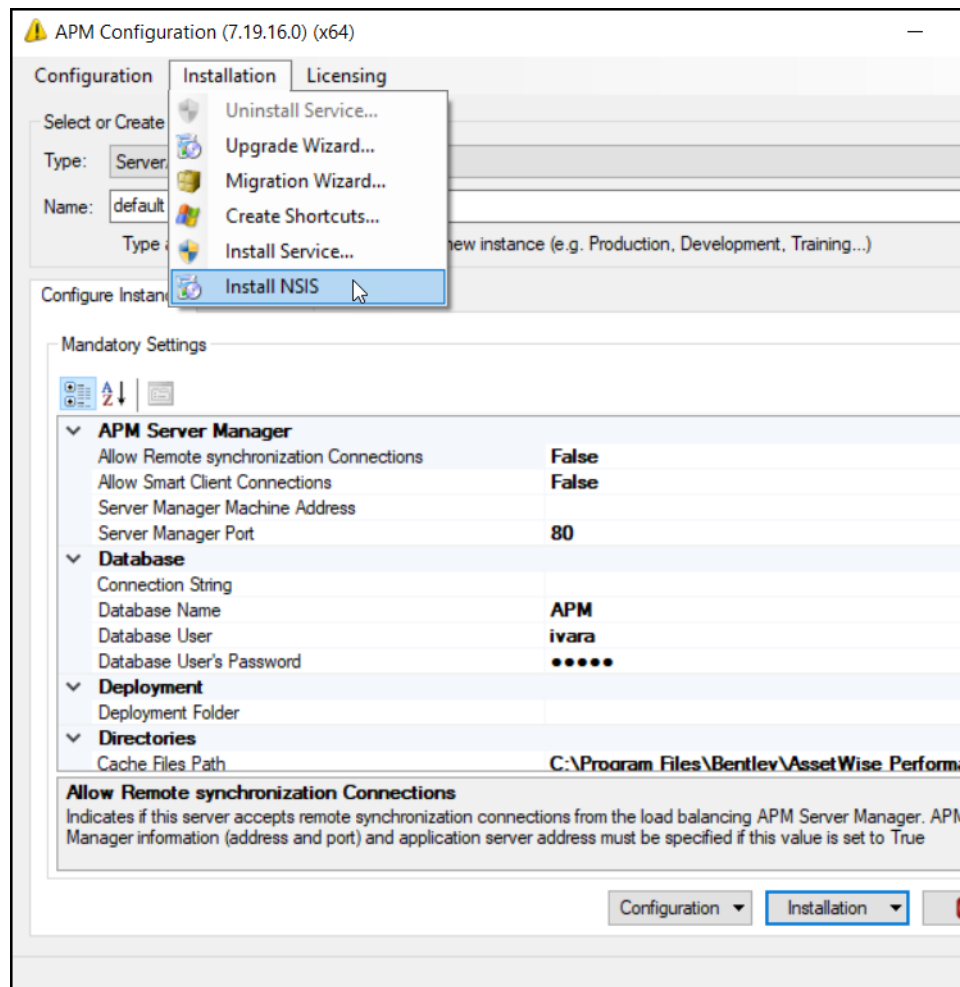 APM Configuration (7.19.16.0) (x64)
Configuration Installation Licensing
Uninstall Service...
Upgrade Wizard...
Migration Wizard...
Create Shortcuts...
Install Service...
Install NSIS
Select or Create
Type: Server
Name: default
Type new instance (e.g. Production, Development, Training...)
Configure
Mandatory Settings
APM Server Manager
Allow Remote synchronization Connections False
Allow Smart Client Connections False
Server Manager Machine Address
Server Manager Port 80
Database
Connection String
Database Name APM
Database User ivara
Database User's Password ●●●●●
Deployment
Deployment Folder
Directories
Cache Files Path C:\Program Files\Bentley\AssetWise Performa
Allow Remote synchronization Connections
Indicates if this server accepts remote synchronization connections from the load balancing APM Server Manager. APM
Manager information (address and port) and application server address must be specified if this value is set to True
Configuration Installation